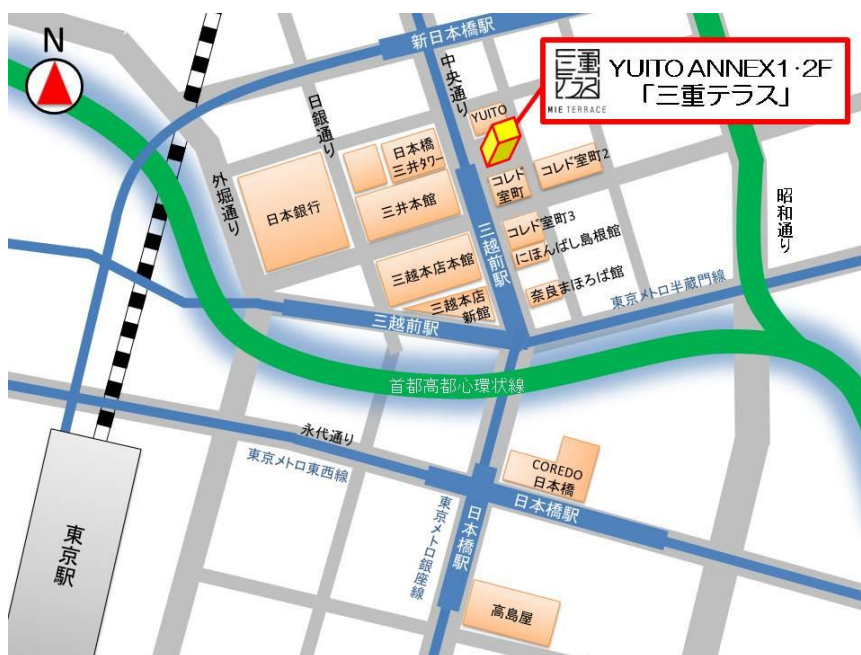 N
新日本橋駅
中央通り
三重テラス
MIE TERRACE
YUITO ANNEX1・2F
「三重テラス」
YUITO
日銀通り
外堀通り
日本橋
三井タワー
コレド
室町
コレド室町2
日本銀行
三井本館
昭和通り
三越前駅
コレド室町3
にほんばし島根館
三越本店本館
奈良まほろば館
三越本店
新館
三越前駅
東京メトロ半蔵門線
首都高都心環状線
永代通り
東京メトロ東西線
COREDO
日本橋
日本橋駅
日本橋駅
東京メトロ銀座線
東京駅
高島屋